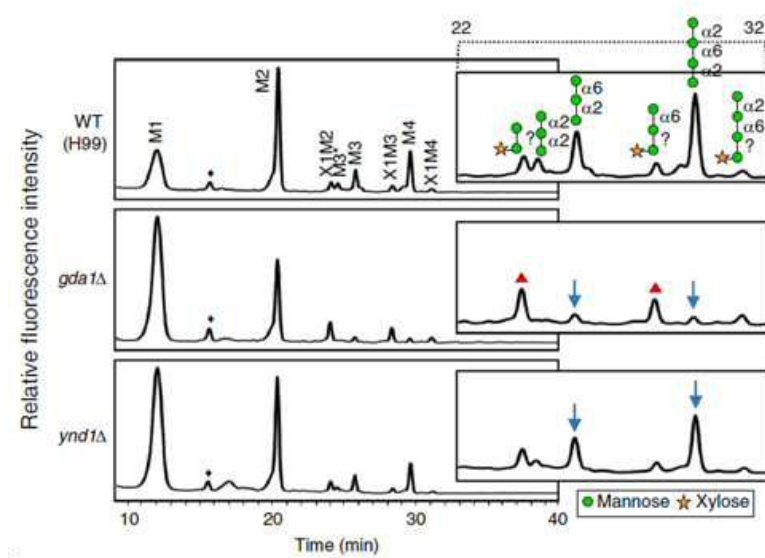 22 32
α2
α6
α2
α6
α2
α2
α2
?
α6
?
α2
α6
?
WT
(H99)
M1
M2
X1M2
M3*
M3
X1M3
M4
X1M4
gda1Δ
ynd1Δ
Relative fluorescence intensity
10 20 30 40
Time (min)
Mannose Xylose